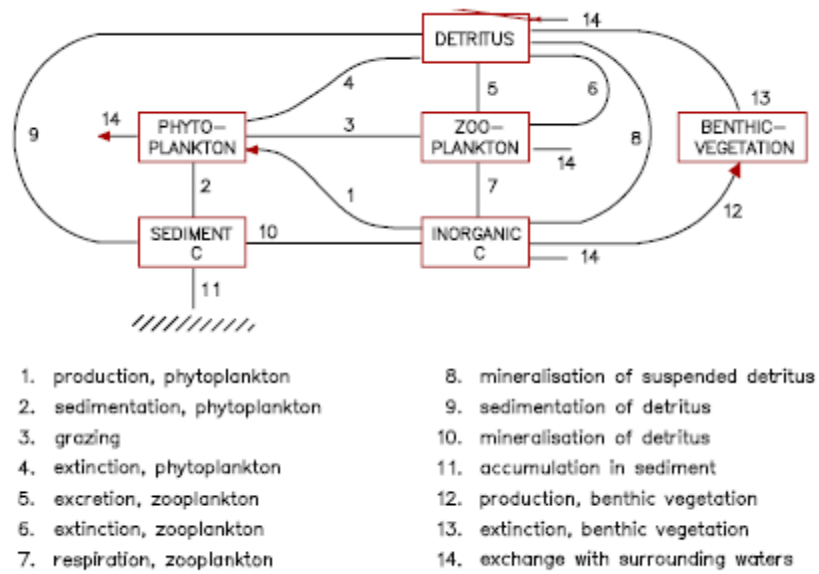 14
DETRITUS
4
5
6
13
9
14
PHYTO—
PLANKTON
3
ZOO—
PLANKTON
14
8
BENTHIC—
VEGETATION
2
1
7
12
SEDIMENT
C
10
INORGANIC
C
14
11
1. production, phytoplankton
2. sedimentation, phytoplankton
3. grazing
4. extinction, phytoplankton
5. excretion, zooplankton
6. extinction, zooplankton
7. respiration, zooplankton
8. mineralisation of suspended detritus
9. sedimentation of detritus
10. mineralisation of detritus
11. accumulation in sediment
12. production, benthic vegetation
13. extinction, benthic vegetation
14. exchange with surrounding waters